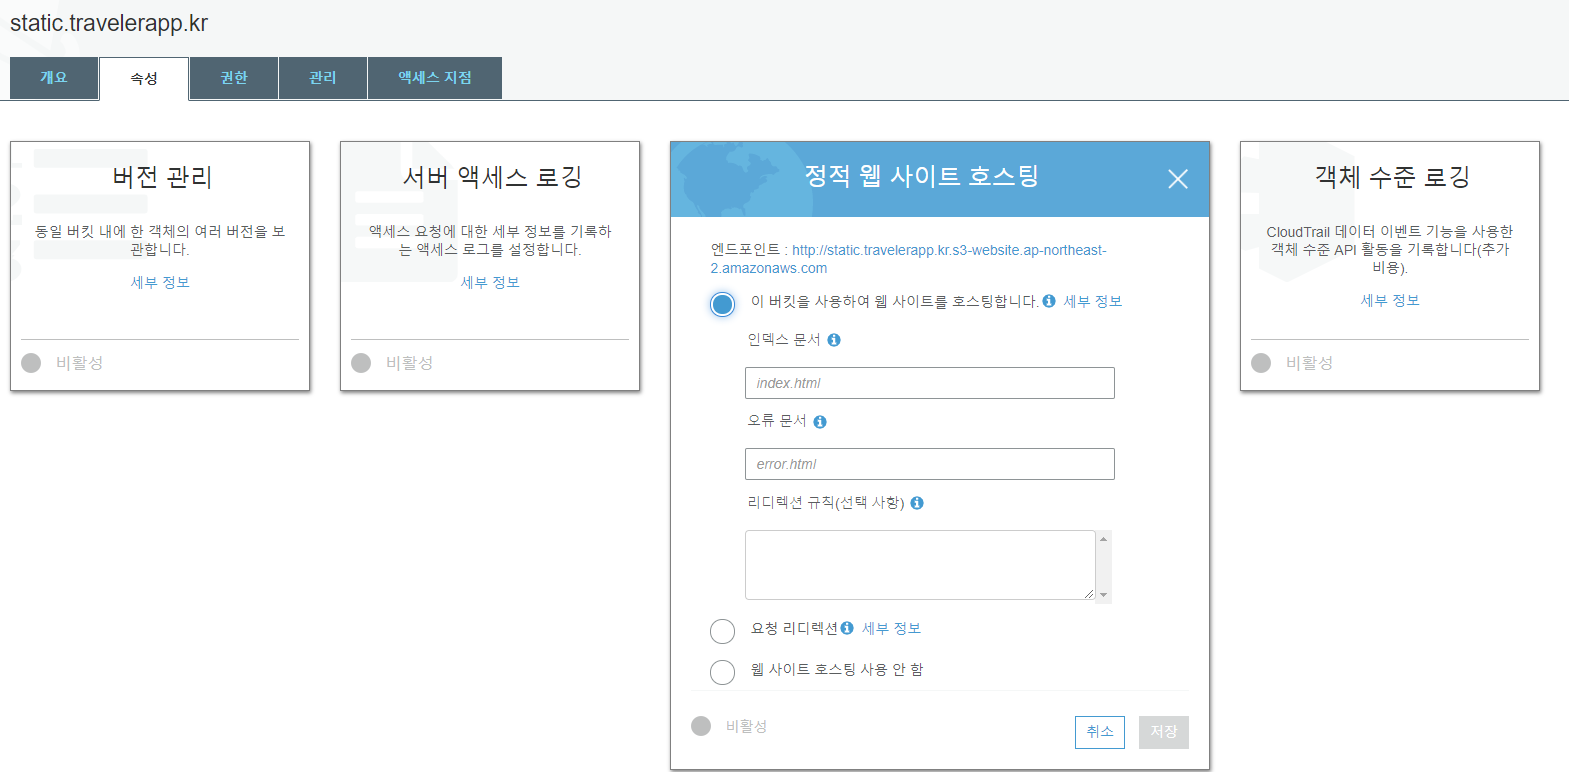 static.travelerapp.kr
개요
속성
권한
관리
액세스 지점
버전 관리
동일 버킷 내에 한 객체의 여러 버전을 보
관합니다.
세부 정보
비활성
서버 액세스 로깅
액세스 요청에 대한 세부 정보를 기록하
는 액세스 로그를 설정합니다.
세부 정보
비활성
정적 웹 사이트 호스팅
엔드포인트 : http://static.travelerapp.kr.s3-website.ap-northeast-
2.amazonaws.com
이 버킷을 사용하여 웹 사이트를 호스팅합니다. 세부 정보
인덱스 문서
index.html
오류 문서
error.html
리디렉션 규칙(선택 사항)
요청 리디렉션 세부 정보
웹 사이트 호스팅 사용 안 함
비활성
취소
저장
객체 수준 로깅
CloudTrail 데이터 이벤트 기능을 사용한
객체 수준 API 활동을 기록합니다(추가
비용).
세부 정보
비활성